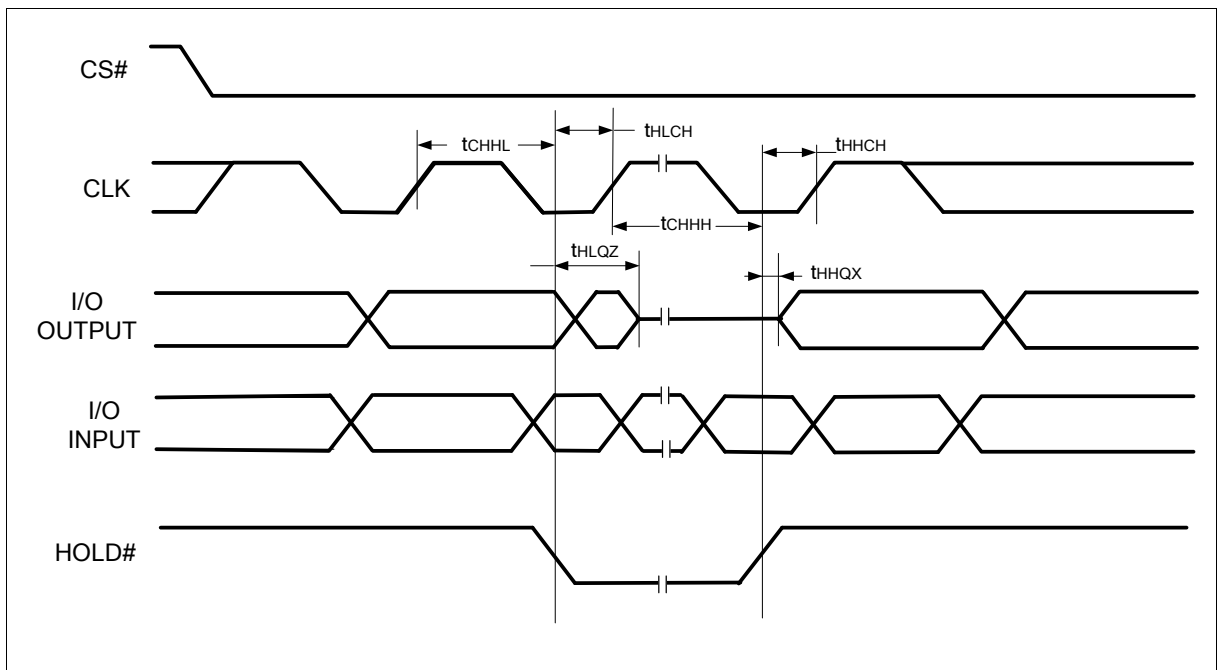 CS#
tCHHL
tHLCH
tHHCH
CLK
tCHHH
tHLQZ
tHHQX
I/O
OUTPUT
I/O
INPUT
HOLD#